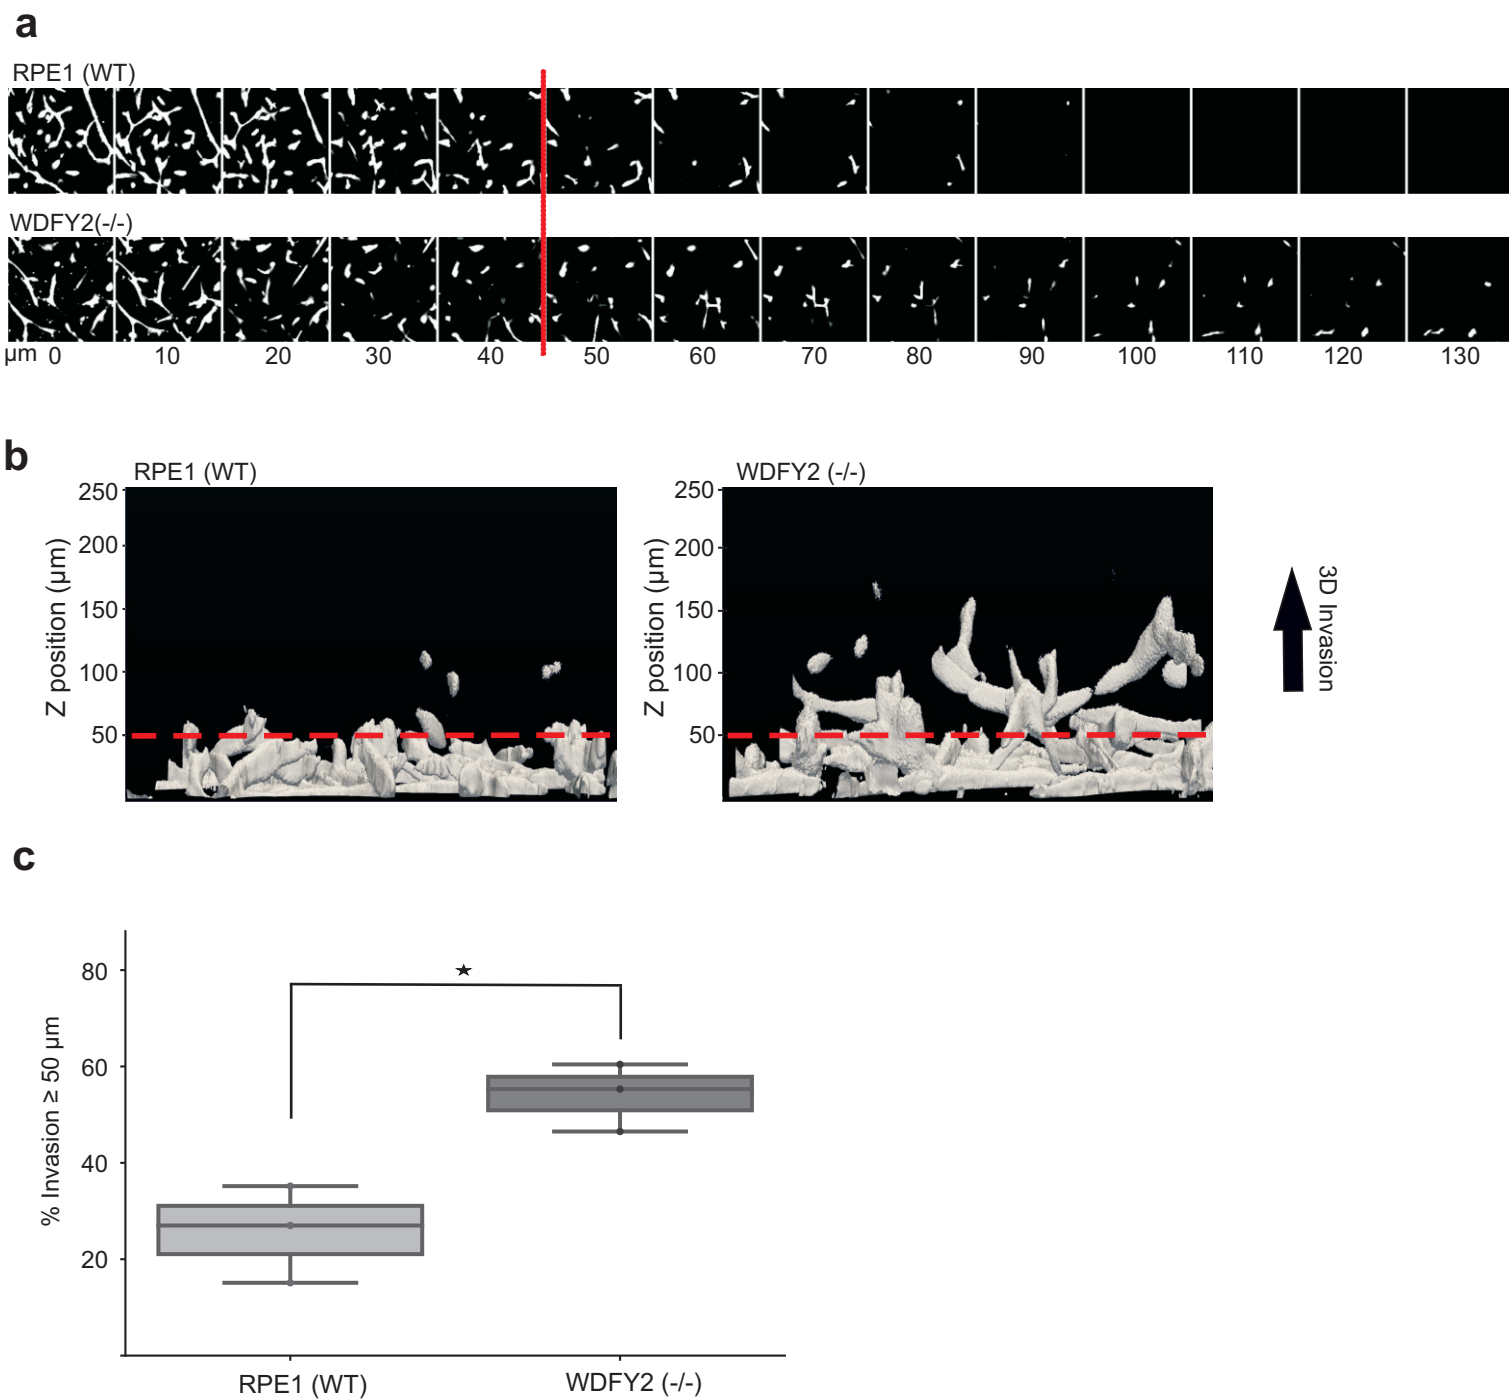 a
RPE1 (WT)
WDFY2(-/-)
µm 0 10 20 30 40 50 60 70 80 90 100 110 120 130
b
RPE1 (WT)
WDFY2 (-/-)
Z position (µm)
250
200
150
100
50
Z position (µm)
250
200
150
100
50
3D Invasion
c
% Invasion ≥ 50 µm
80
60
40
20
★
RPE1 (WT)
WDFY2 (-/-)